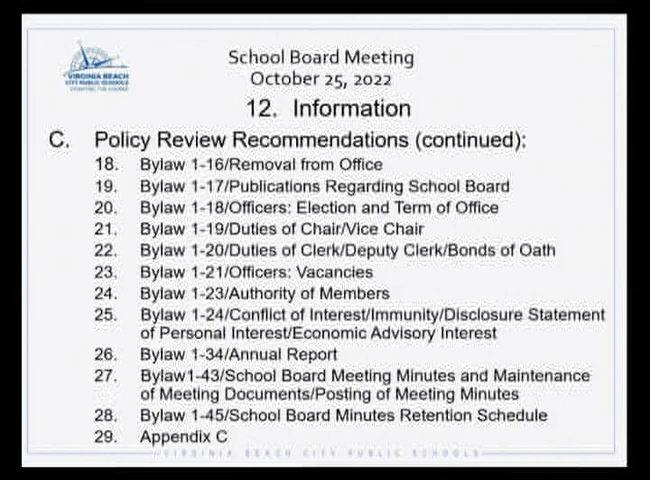 VIRGINIA BEACH
CITY PUBLIC SCHOOLS
CHARTING THE COURSE
School Board Meeting
October 25, 2022
12. Information
C. Policy Review Recommendations (continued):
18. Bylaw 1-16/Removal from Office
19. Bylaw 1-17/Publications Regarding School Board
20. Bylaw 1-18/Officers: Election and Term of Office
21. Bylaw 1-19/Duties of Chair/Vice Chair
22. Bylaw 1-20/Duties of Clerk/Deputy Clerk/Bonds of Oath
23. Bylaw 1-21/Officers: Vacancies
24. Bylaw 1-23/Authority of Members
25. Bylaw 1-24/Conflict of Interest/Immunity/Disclosure Statement
of Personal Interest/Economic Advisory Interest
26. Bylaw 1-34/Annual Report
27. Bylaw1-43/School Board Meeting Minutes and Maintenance
of Meeting Documents/Posting of Meeting Minutes
28. Bylaw 1-45/School Board Minutes Retention Schedule
29. Appendix C
VIRGINIA BEACH CITY PUBLIC SCHOOLS